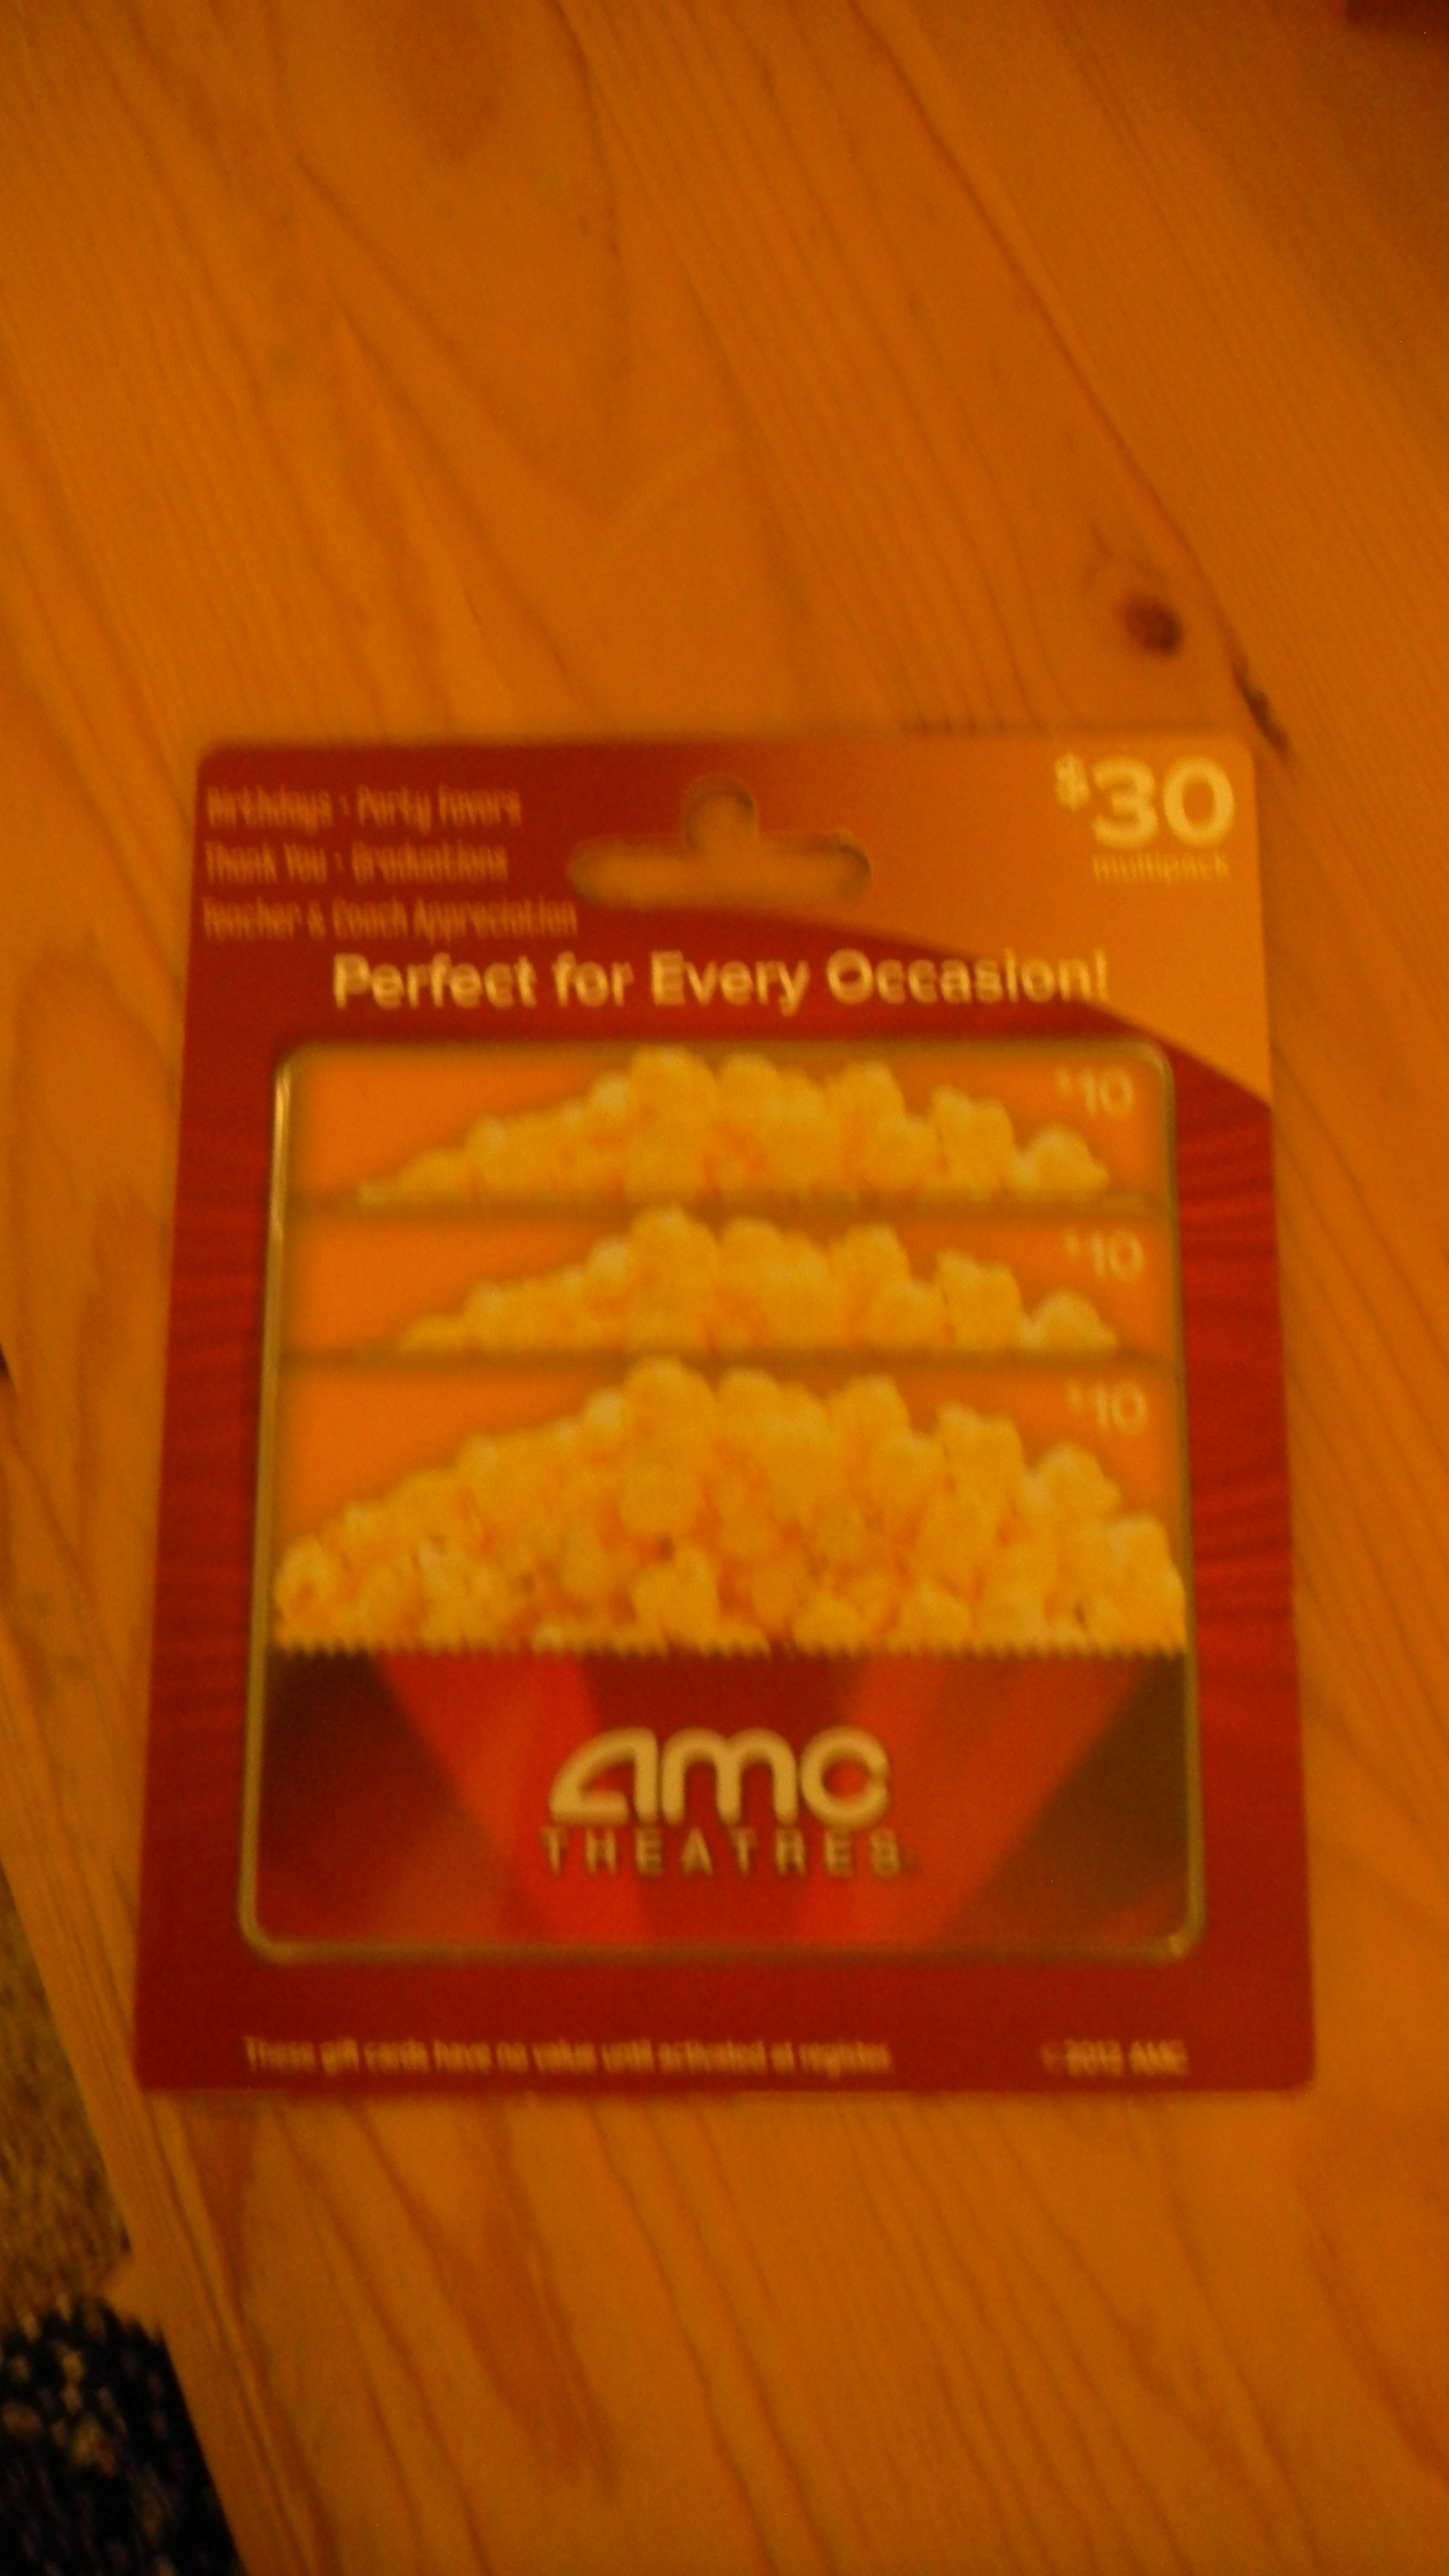 Birthdays • Party Favors
Thank You • Graduations
Teacher & Coach Appreciation
$30
multipack
Perfect for Every Occasion!
$10
$10
$10
amc
THEATRES
These gift cards have no value until activated at register.
©2012 AMC